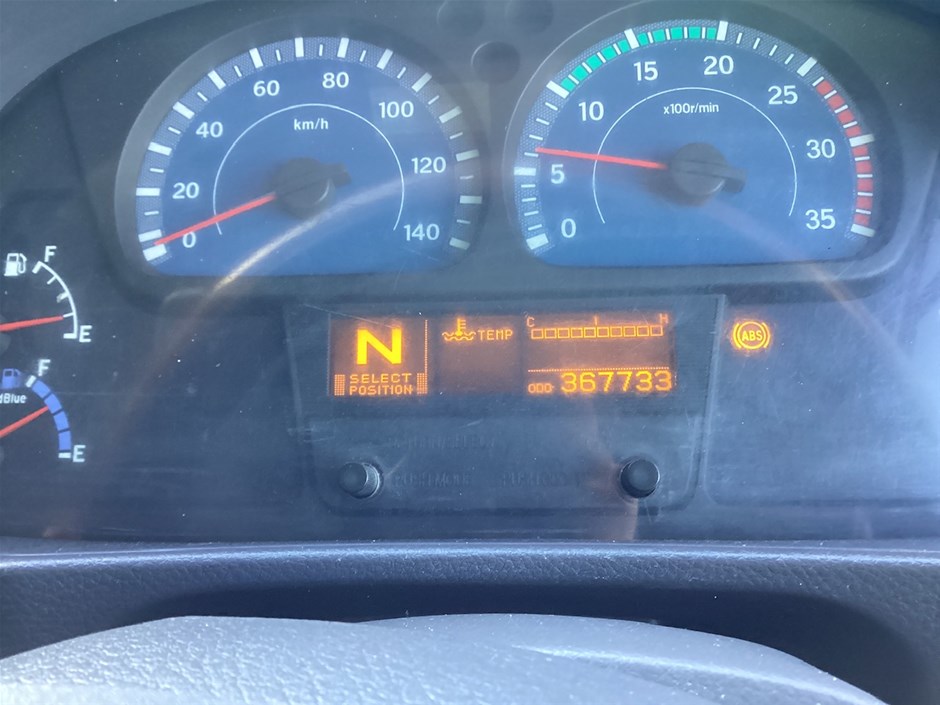 0
20
40
60
80
100
120
140
km/h
0
5
10
15
20
25
30
35
x100r/min
F
E
F
dBlue
E
N
SELECT
POSITION
TEMP
C
H
ODO 367733
ABS